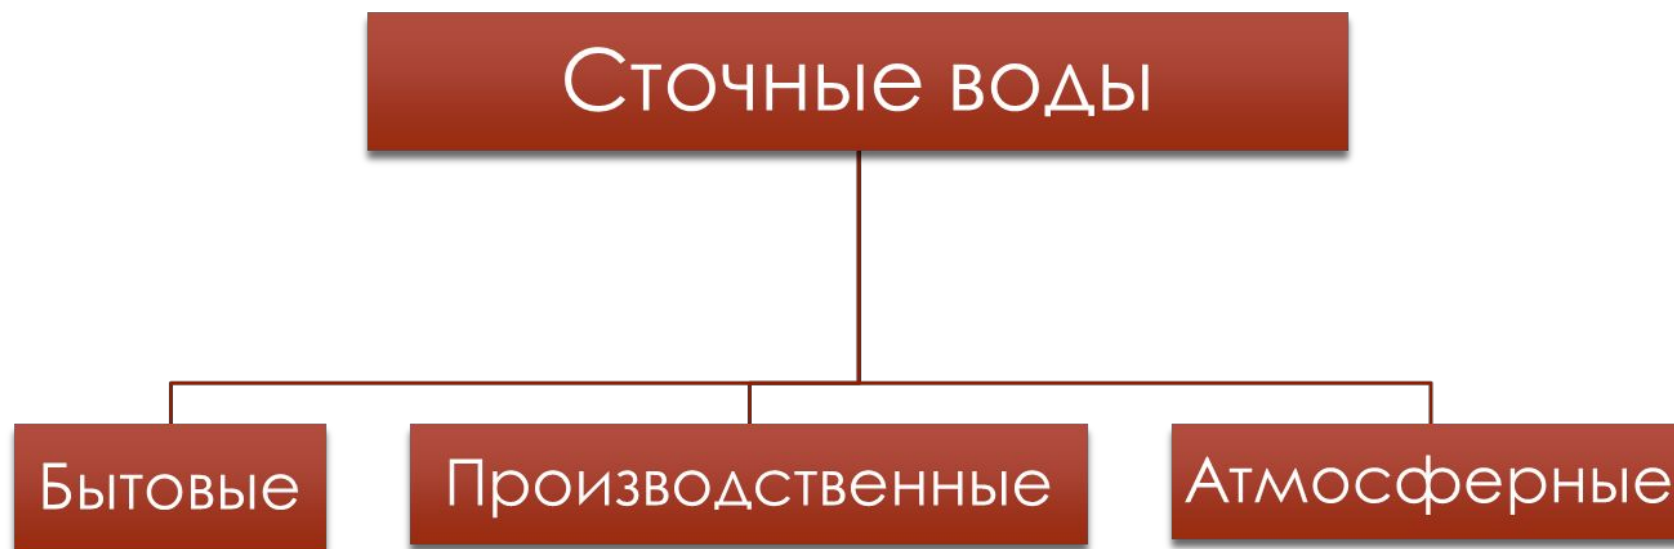 Сточные воды
Бытовые
Производственные
Атмосферные